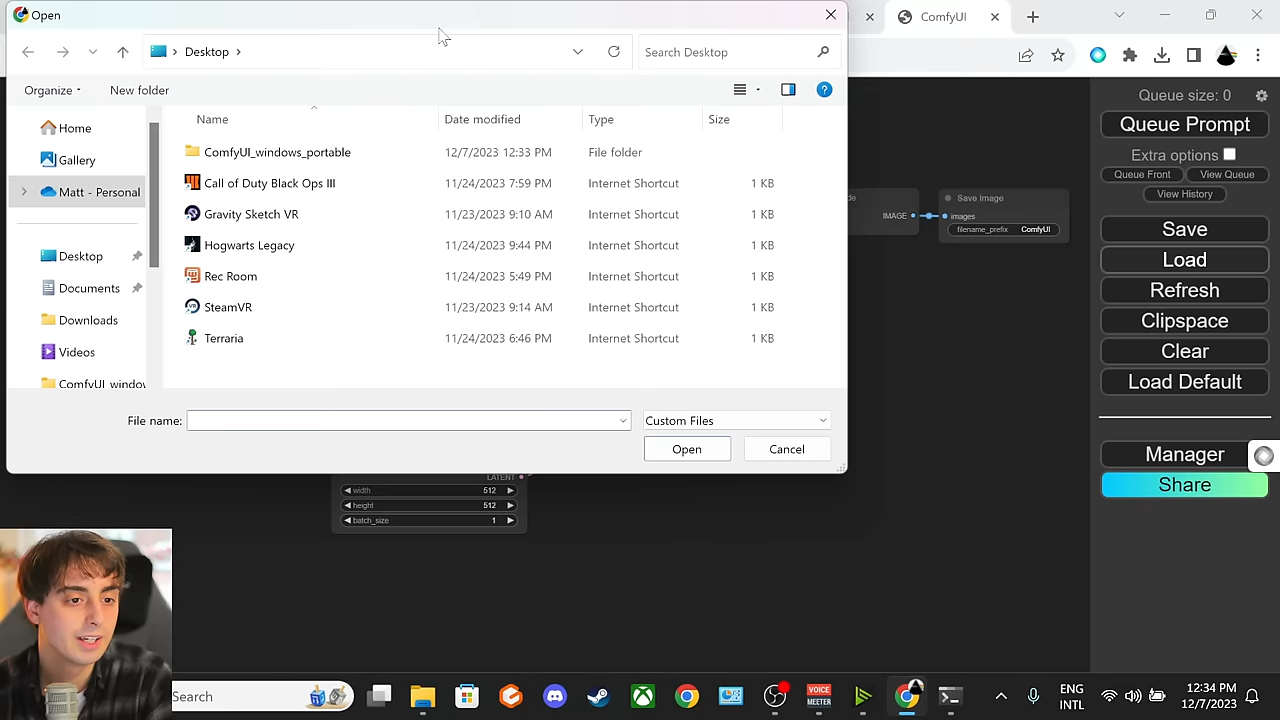 Open
ComfyUI
Desktop
Search Desktop
Organize
New folder
Name
Date modified
Type
Size
Home
Gallery
Matt - Personal
Desktop
Documents
Downloads
Videos
ComfyUI_windov
ComfyUI_windows_portable 12/7/2023 12:33 PM File folder
Call of Duty Black Ops III 11/24/2023 7:59 PM Internet Shortcut 1 KB
Gravity Sketch VR 11/23/2023 9:10 AM Internet Shortcut 1 KB
Hogwarts Legacy 11/24/2023 9:44 PM Internet Shortcut 1 KB
Rec Room 11/24/2023 5:49 PM Internet Shortcut 1 KB
SteamVR 11/23/2023 9:14 AM Internet Shortcut 1 KB
Terraria 11/24/2023 6:46 PM Internet Shortcut 1 KB
File name:
Custom Files
Open
Cancel
IMAGE
Save Image
images
filename_prefix ComfyUI
LATENT
width 512
height 512
batch_size 1
Queue size: 0
Queue Prompt
Extra options
Queue Front
View Queue
View History
Save
Load
Refresh
Clipspace
Clear
Load Default
Manager
Share
Search
VOICE
MEETER
ENG
INTL
12:34 PM
12/7/2023